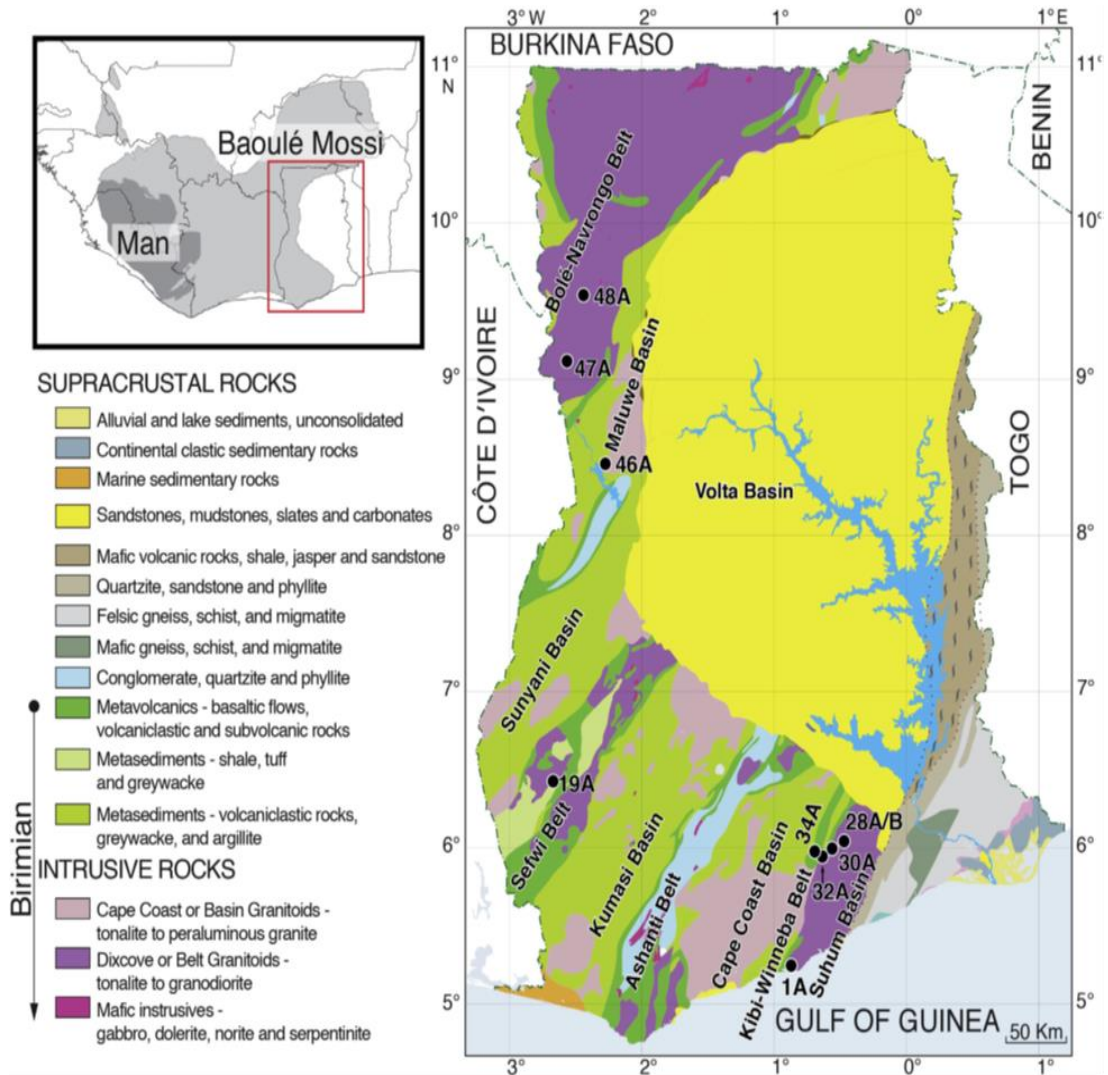 3° W 2° 1° 0° 1° E
BURKINA FASO
11°
N
11°
BENIN
Baoulé Mossi
Man
10°
10°
Bolé-Navrongo Belt
48A
47A
CÔTE D'IVOIRE
Maluwe Basin
9°
9°
46A
TOGO
Volta Basin
8°
8°
Sunyani Basin
7°
7°
19A
Sefwi Belt
Kumasi Basin
Ashanti Belt
Cape Coast Basin
34A
28A/B
30A
32A
6°
6°
Kibi-Winneba Belt
Suhum Basin
1A
5°
5°
GULF OF GUINEA
50 Km
3° 2° 1° 0° 1°
SUPRACRUSTAL ROCKS
Alluvial and lake sediments, unconsolidated
Continental clastic sedimentary rocks
Marine sedimentary rocks
Sandstones, mudstones, slates and carbonates
Mafic volcanic rocks, shale, jasper and sandstone
Quartzite, sandstone and phyllite
Felsic gneiss, schist, and migmatite
Mafic gneiss, schist, and migmatite
Conglomerate, quartzite and phyllite
Metavolcanics - basaltic flows,
volcaniclastic and subvolcanic rocks
Metasediments - shale, tuff
and greywacke
Metasediments - volcaniclastic rocks,
greywacke, and argillite
Birimian
INTRUSIVE ROCKS
Cape Coast or Basin Granitoids -
tonalite to peraluminous granite
Dixcove or Belt Granitoids -
tonalite to granodiorite
Mafic instrusives -
gabbro, dolerite, norite and serpentinite